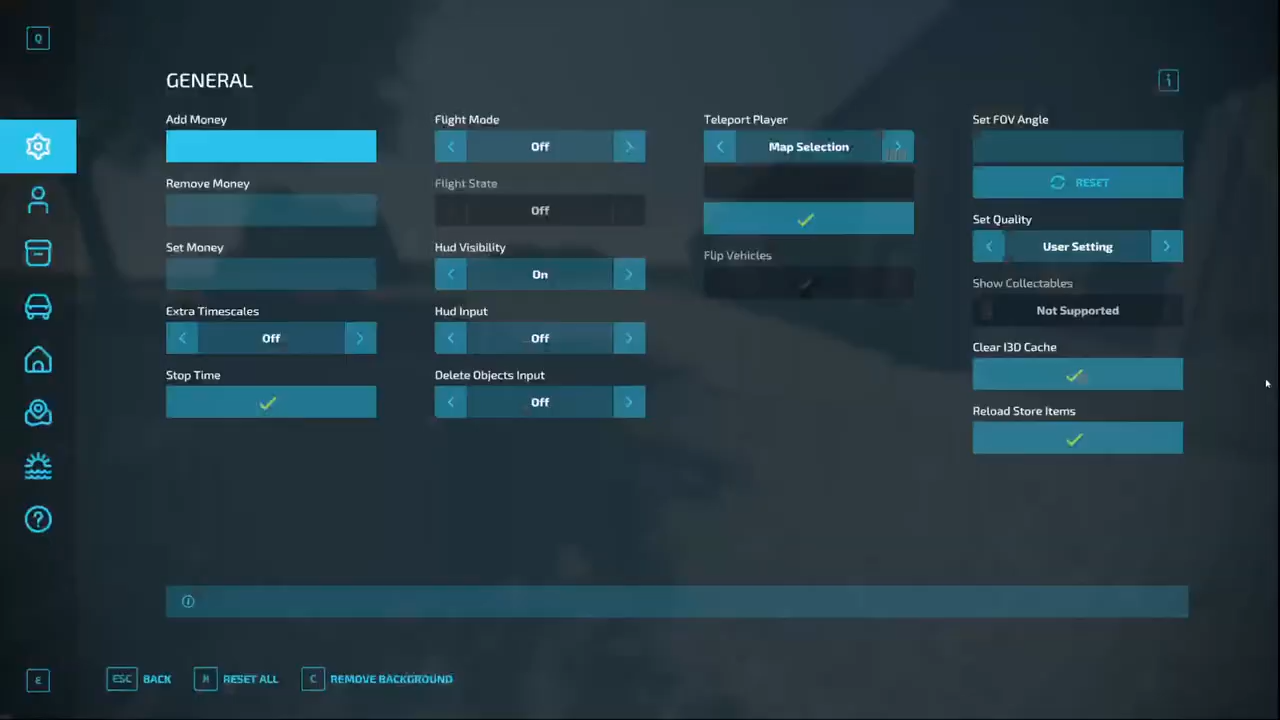 Q
GENERAL
i
Add Money
Remove Money
Set Money
Extra Timescales
Off
Stop Time
Flight Mode
Off
Flight State
Off
Hud Visibility
On
Hud Input
Off
Delete Objects Input
Off
Teleport Player
Map Selection
Flip Vehicles
Set FOV Angle
RESET
Set Quality
User Setting
Show Collectables
Not Supported
Clear I3D Cache
Reload Store Items
E
ESC BACK
RESET ALL
C REMOVE BACKGROUND